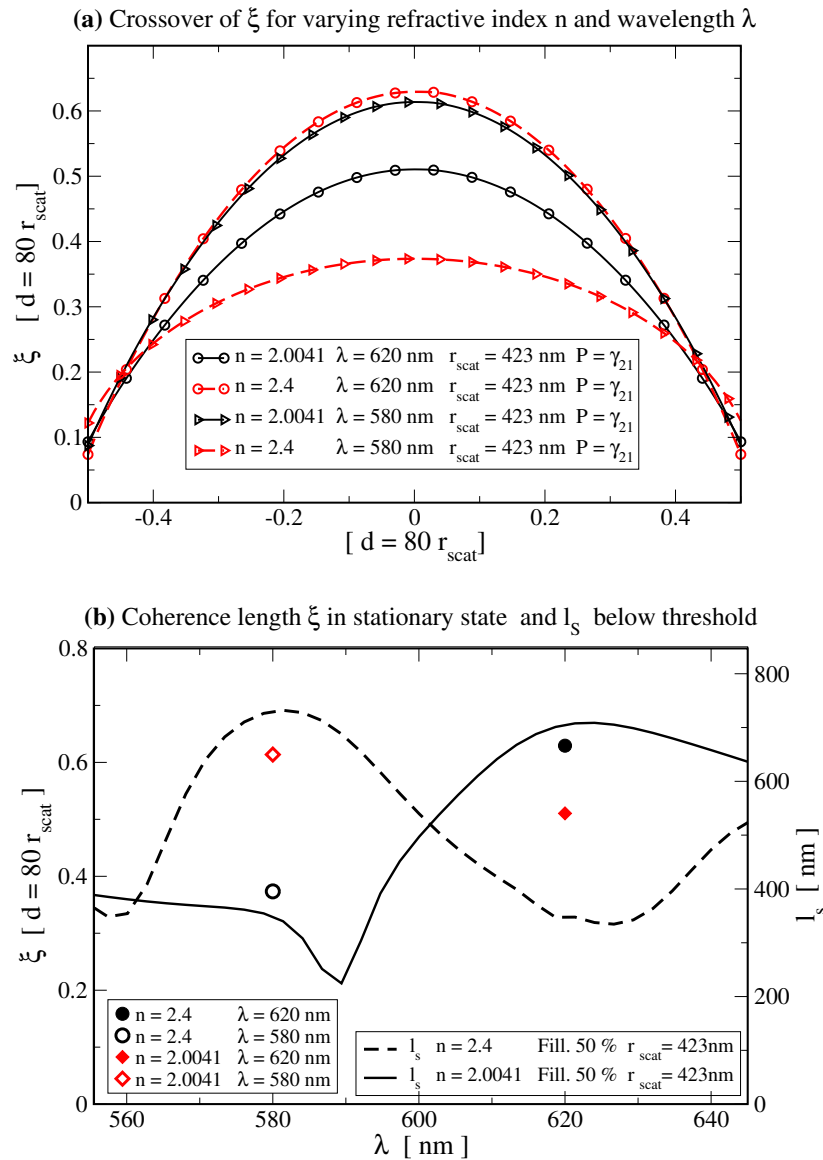 (a) Crossover of ξ for varying refractive index n and wavelength λ
ξ [ d = 80 r_scat]
0.6
0.5
0.4
0.3
0.2
0.1
0
n = 2.0041 λ = 620 nm r_scat = 423 nm P = γ_21
n = 2.4 λ = 620 nm r_scat = 423 nm P = γ_21
n = 2.0041 λ = 580 nm r_scat = 423 nm P = γ_21
n = 2.4 λ = 580 nm r_scat = 423 nm P = γ_21
-0.4 -0.2 0 0.2 0.4
[ d = 80 r_scat]
(b) Coherence length ξ in stationary state and l_S below threshold
ξ [ d = 80 r_scat]
0.8
0.6
0.4
0.2
0
800
600
400
200
0
l_s [ nm]
n = 2.4 λ = 620 nm
n = 2.4 λ = 580 nm
n = 2.0041 λ = 620 nm
n = 2.0041 λ = 580 nm
l_s n = 2.4 Fill. 50 % r_scat = 423nm
l_s n = 2.0041 Fill. 50 % r_scat = 423nm
560 580 600 620 640
λ [ nm ]